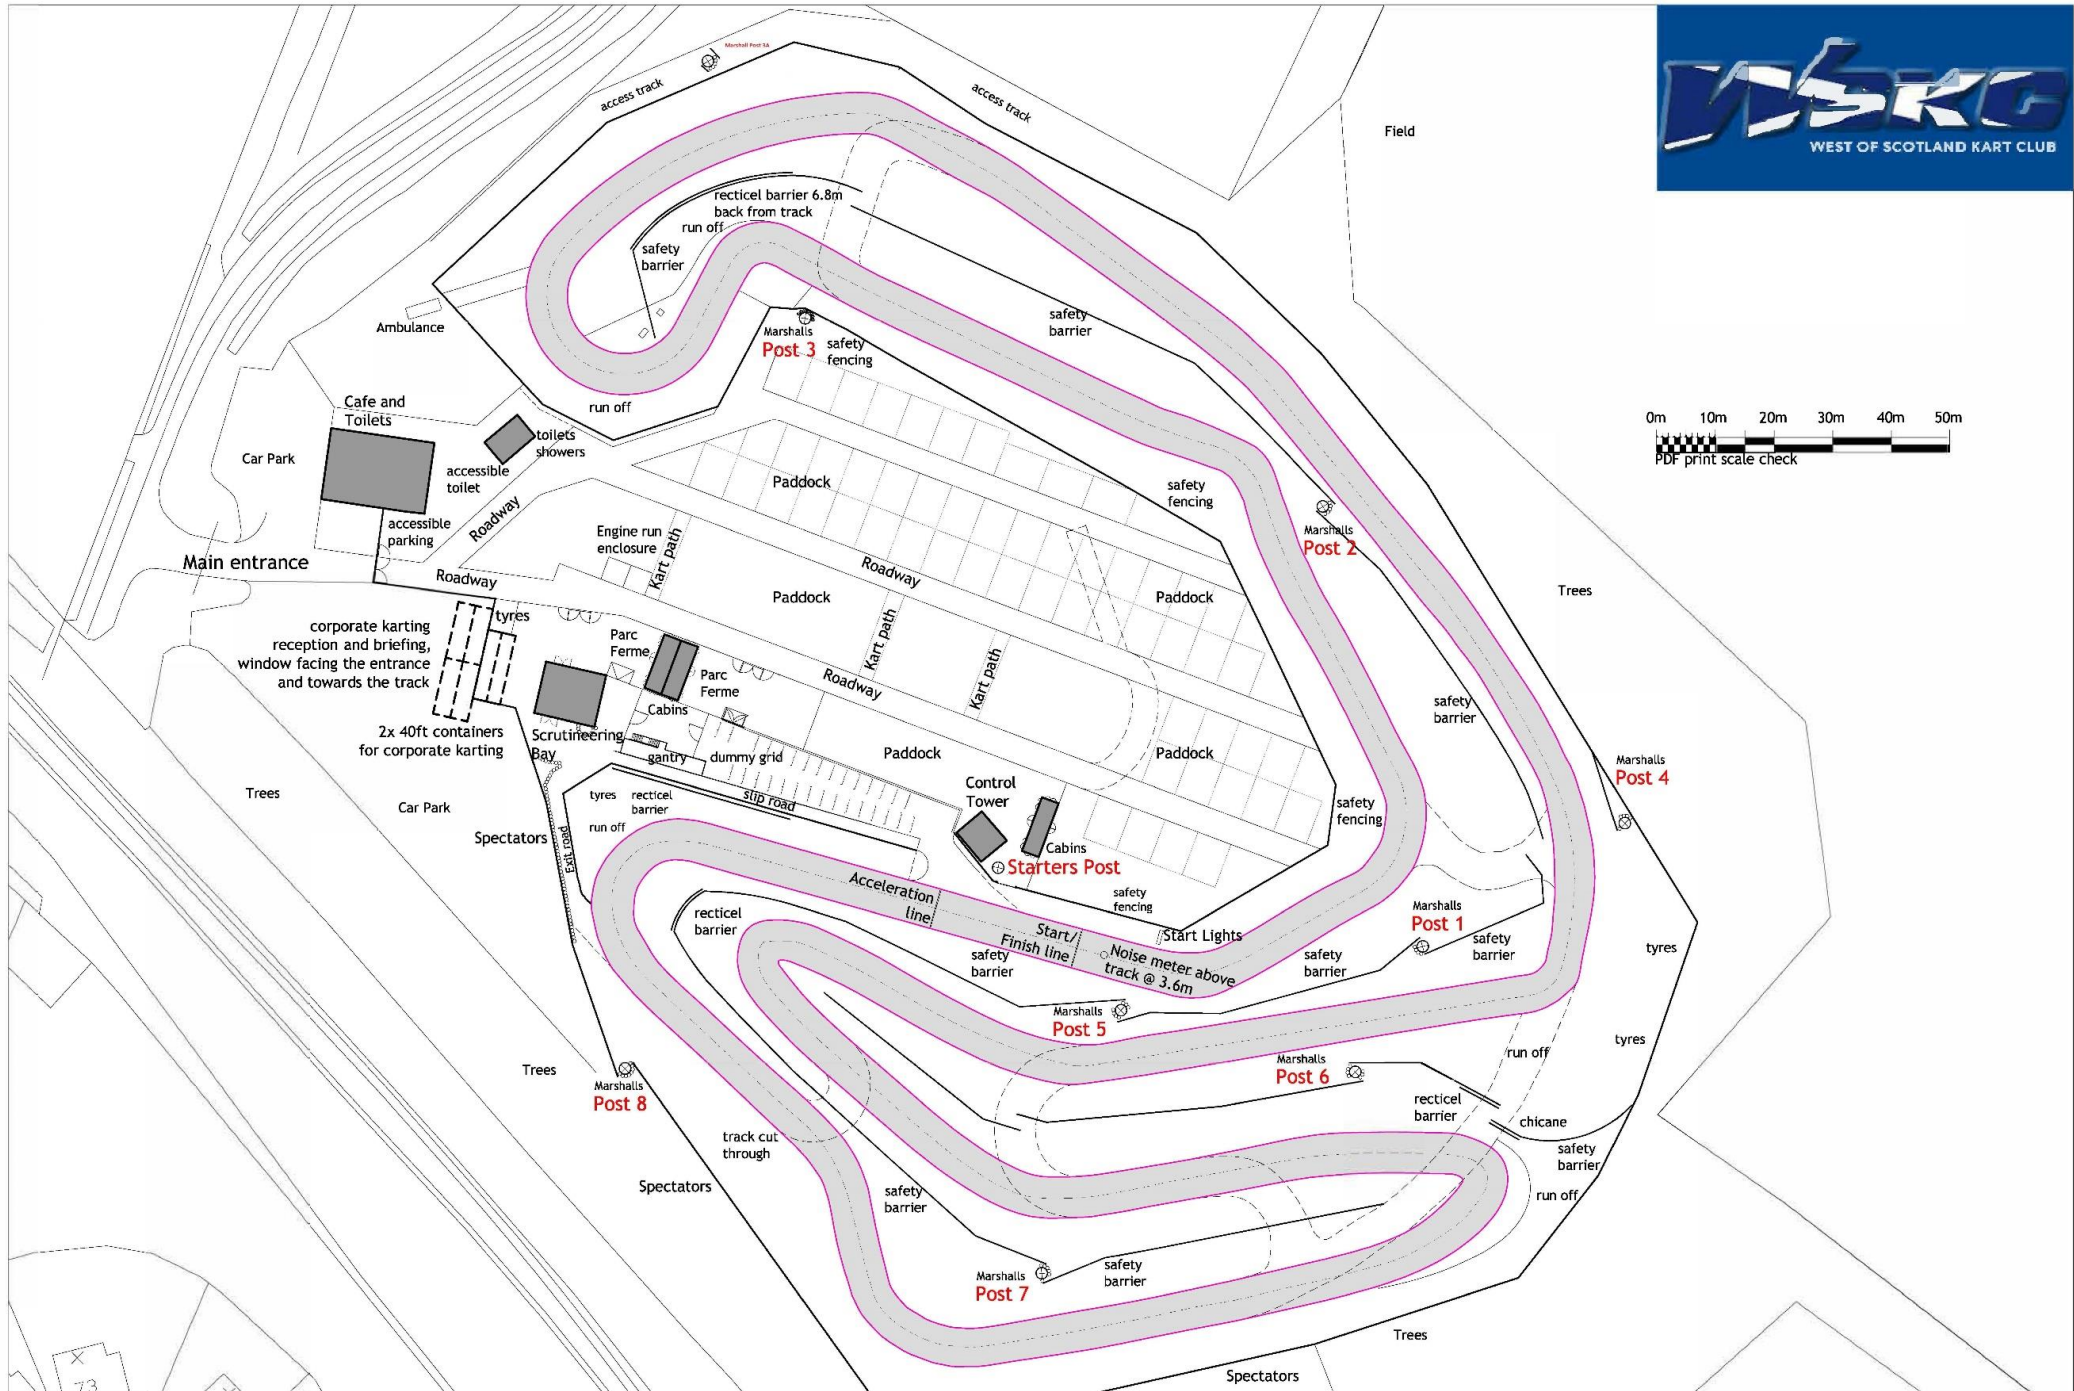 Marshall Post 3A
access track
access track
Field
WSKC
WEST OF SCOTLAND KART CLUB
recticel barrier 6.8m
back from track
run off
safety
barrier
Ambulance
Marshalls
Post 3
safety
fencing
safety
barrier
run off
0m 10m 20m 30m 40m 50m
PDF print scale check
Cafe and
Toilets
toilets
showers
Car Park
accessible
toilet
Roadway
accessible
parking
Paddock
safety
fencing
Marshalls
Post 2
Engine run
enclosure
Kart path
Main entrance
Roadway
Roadway
Paddock
Paddock
Trees
tyres
corporate karting
reception and briefing,
window facing the entrance
and towards the track
Parc
Ferme
Parc
Ferme
Cabins
Kart path
Kart path
Roadway
safety
barrier
2x 40ft containers
for corporate karting
Scrutineering
Bay
gantry
dummy grid
Paddock
Paddock
Marshalls
Post 4
Trees
Car Park
tyres
recticel
barrier
slip road
run off
Control
Tower
safety
fencing
Spectators
Exit road
Cabins
Starters Post
Acceleration
line
safety
fencing
Marshalls
Post 1
recticel
barrier
Start/
Finish line
Start Lights
Noise meter above
track @ 3.6m
safety
barrier
safety
barrier
safety
barrier
tyres
Marshalls
Post 5
tyres
Trees
Marshalls
Post 8
Marshalls
Post 6
run off
recticel
barrier
chicane
track cut
through
safety
barrier
Spectators
safety
barrier
run off
Marshalls
Post 7
safety
barrier
Trees
Spectators
73